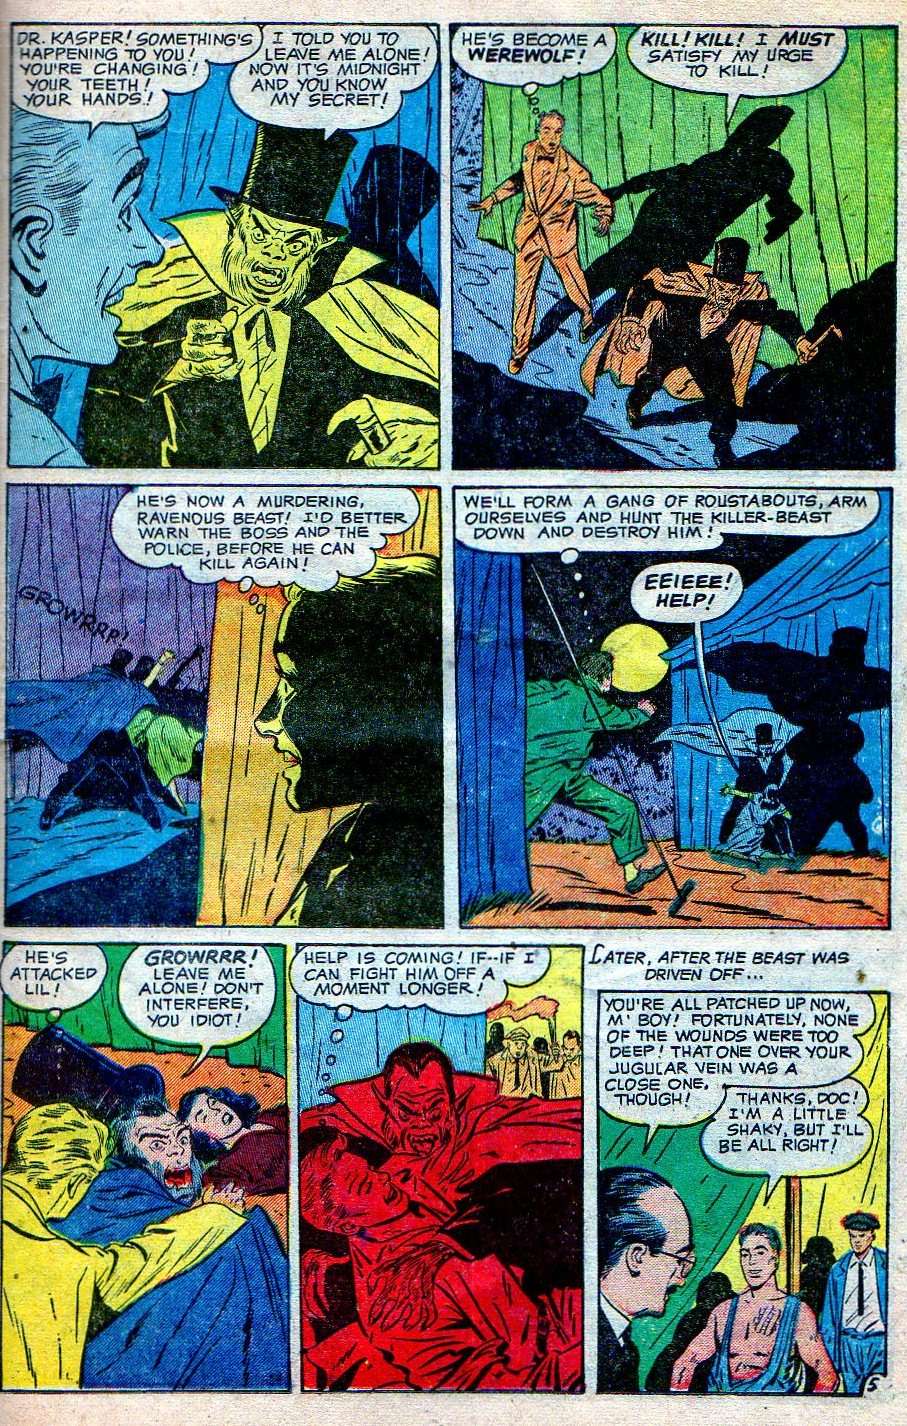 DR. KASPER! SOMETHING'S
HAPPENING TO YOU!
YOU'RE CHANGING!
YOUR TEETH!
YOUR HANDS!
I TOLD YOU TO
LEAVE ME ALONE!
NOW IT'S MIDNIGHT
AND YOU KNOW
MY SECRET!
HE'S BECOME A
WEREWOLF!
KILL! KILL! I MUST
SATISFY MY URGE
TO KILL!
HE'S NOW A MURDERING,
RAVENOUS BEAST! I'D BETTER
WARN THE BOSS AND THE
POLICE, BEFORE HE CAN
KILL AGAIN!
GROWRRP!
WE'LL FORM A GANG OF ROUSTABOUTS, ARM
OURSELVES AND HUNT THE KILLER-BEAST
DOWN AND DESTROY HIM!
EEIEEE!
HELP!
HE'S
ATTACKED
LIL!
GROWRRR!
LEAVE ME
ALONE! DON'T
INTERFERE,
YOU IDIOT!
HELP IS COMING! IF--IF I
CAN FIGHT HIM OFF A
MOMENT LONGER!
LATER, AFTER THE BEAST WAS
DRIVEN OFF...
YOU'RE ALL PATCHED UP NOW,
M' BOY! FORTUNATELY, NONE
OF THE WOUNDS WERE TOO
DEEP! THAT ONE OVER YOUR
JUGULAR VEIN WAS A
CLOSE ONE,
THOUGH!
THANKS, DOC!
I'M A LITTLE
SHAKY, BUT I'LL
BE ALL RIGHT!
5